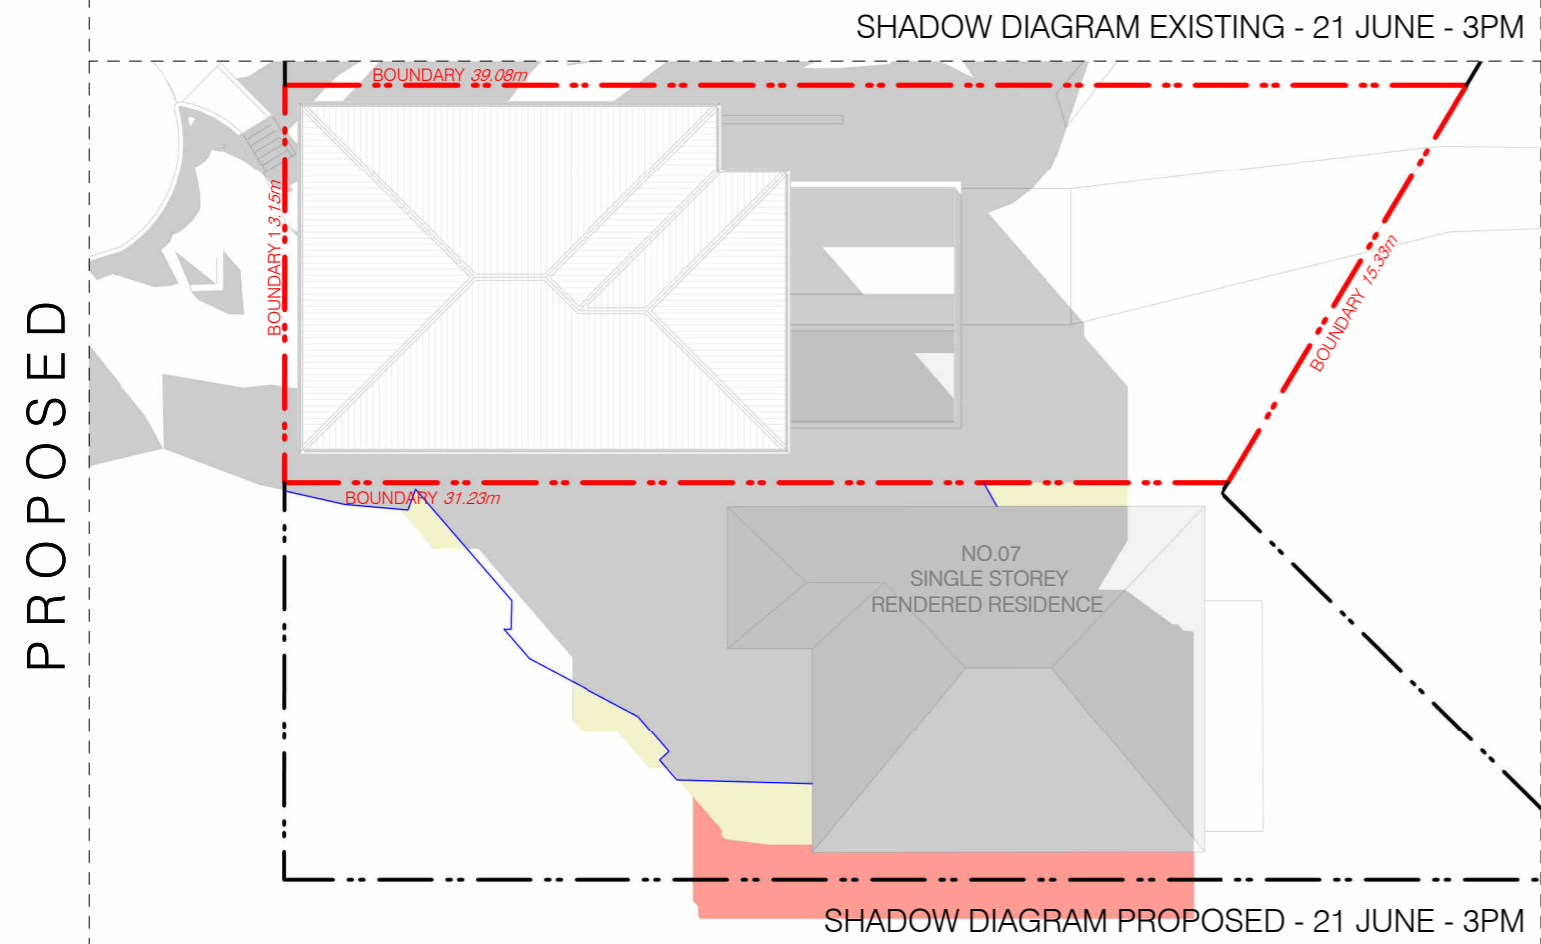 SHADOW DIAGRAM EXISTING - 21 JUNE - 3PM
BOUNDARY 39.08m
BOUNDARY 13.15m
BOUNDARY 15.33m
PROPOSED
BOUNDARY 31.23m
NO.07
SINGLE STOREY
RENDERED RESIDENCE
SHADOW DIAGRAM PROPOSED - 21 JUNE - 3PM